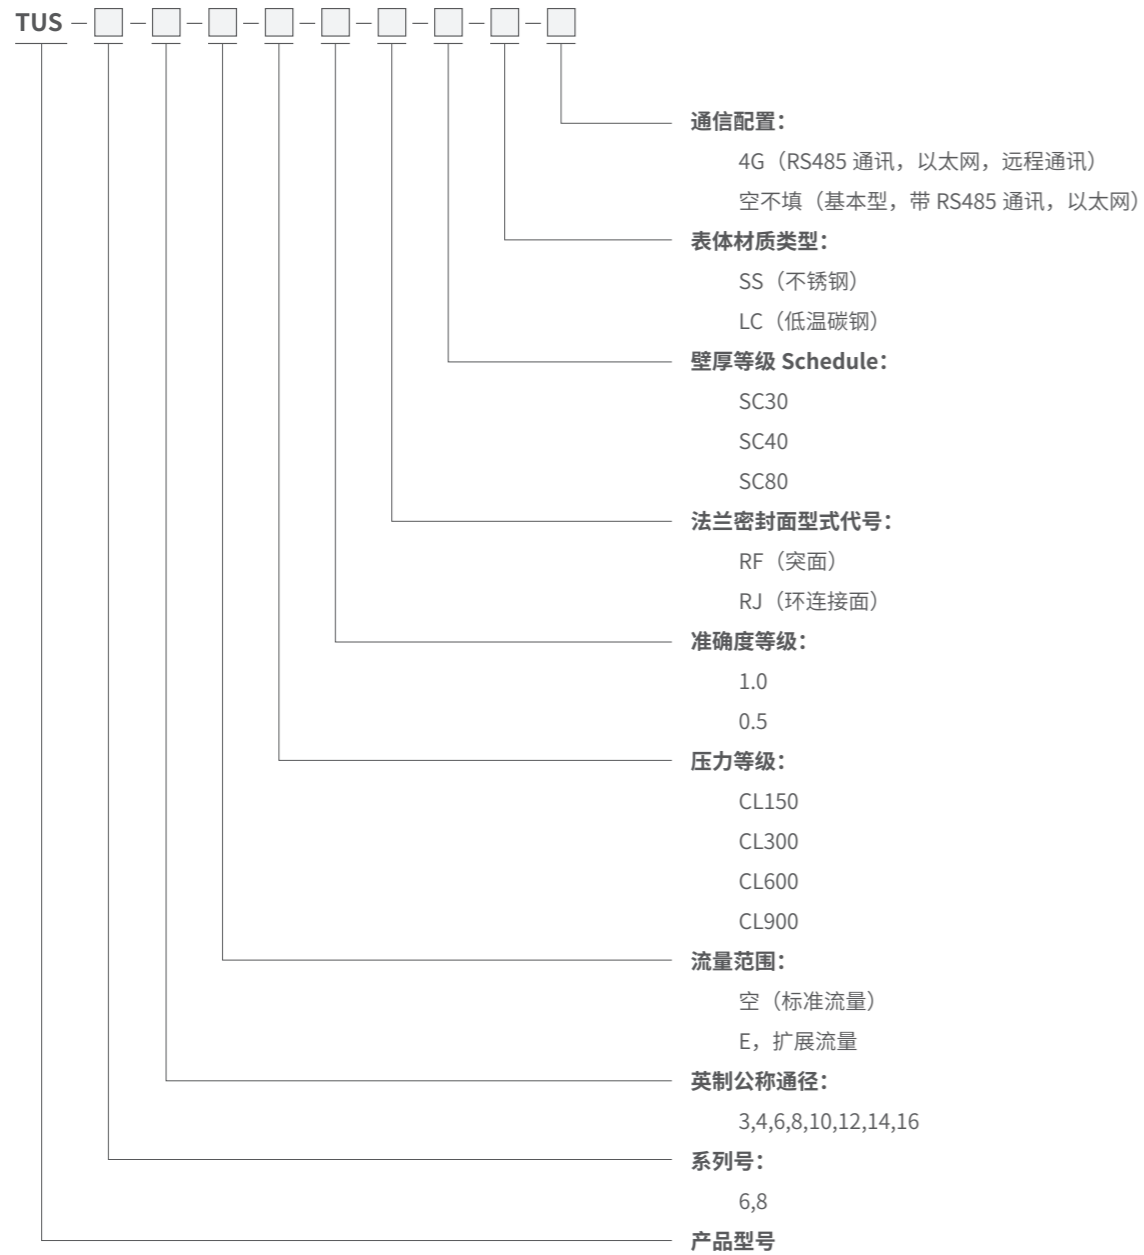 TUS – □ – □ – □ – □ – □ – □ – □ – □ – □
通信配置：
4G（RS485 通讯，以太网，远程通讯）
空不填（基本型，带 RS485 通讯，以太网）
表体材质类型：
SS（不锈钢）
LC（低温碳钢）
壁厚等级 Schedule：
SC30
SC40
SC80
法兰密封面型式代号：
RF（突面）
RJ（环连接面）
准确度等级：
1.0
0.5
压力等级：
CL150
CL300
CL600
CL900
流量范围：
空（标准流量）
E，扩展流量
英制公称通径：
3,4,6,8,10,12,14,16
系列号：
6,8
产品型号